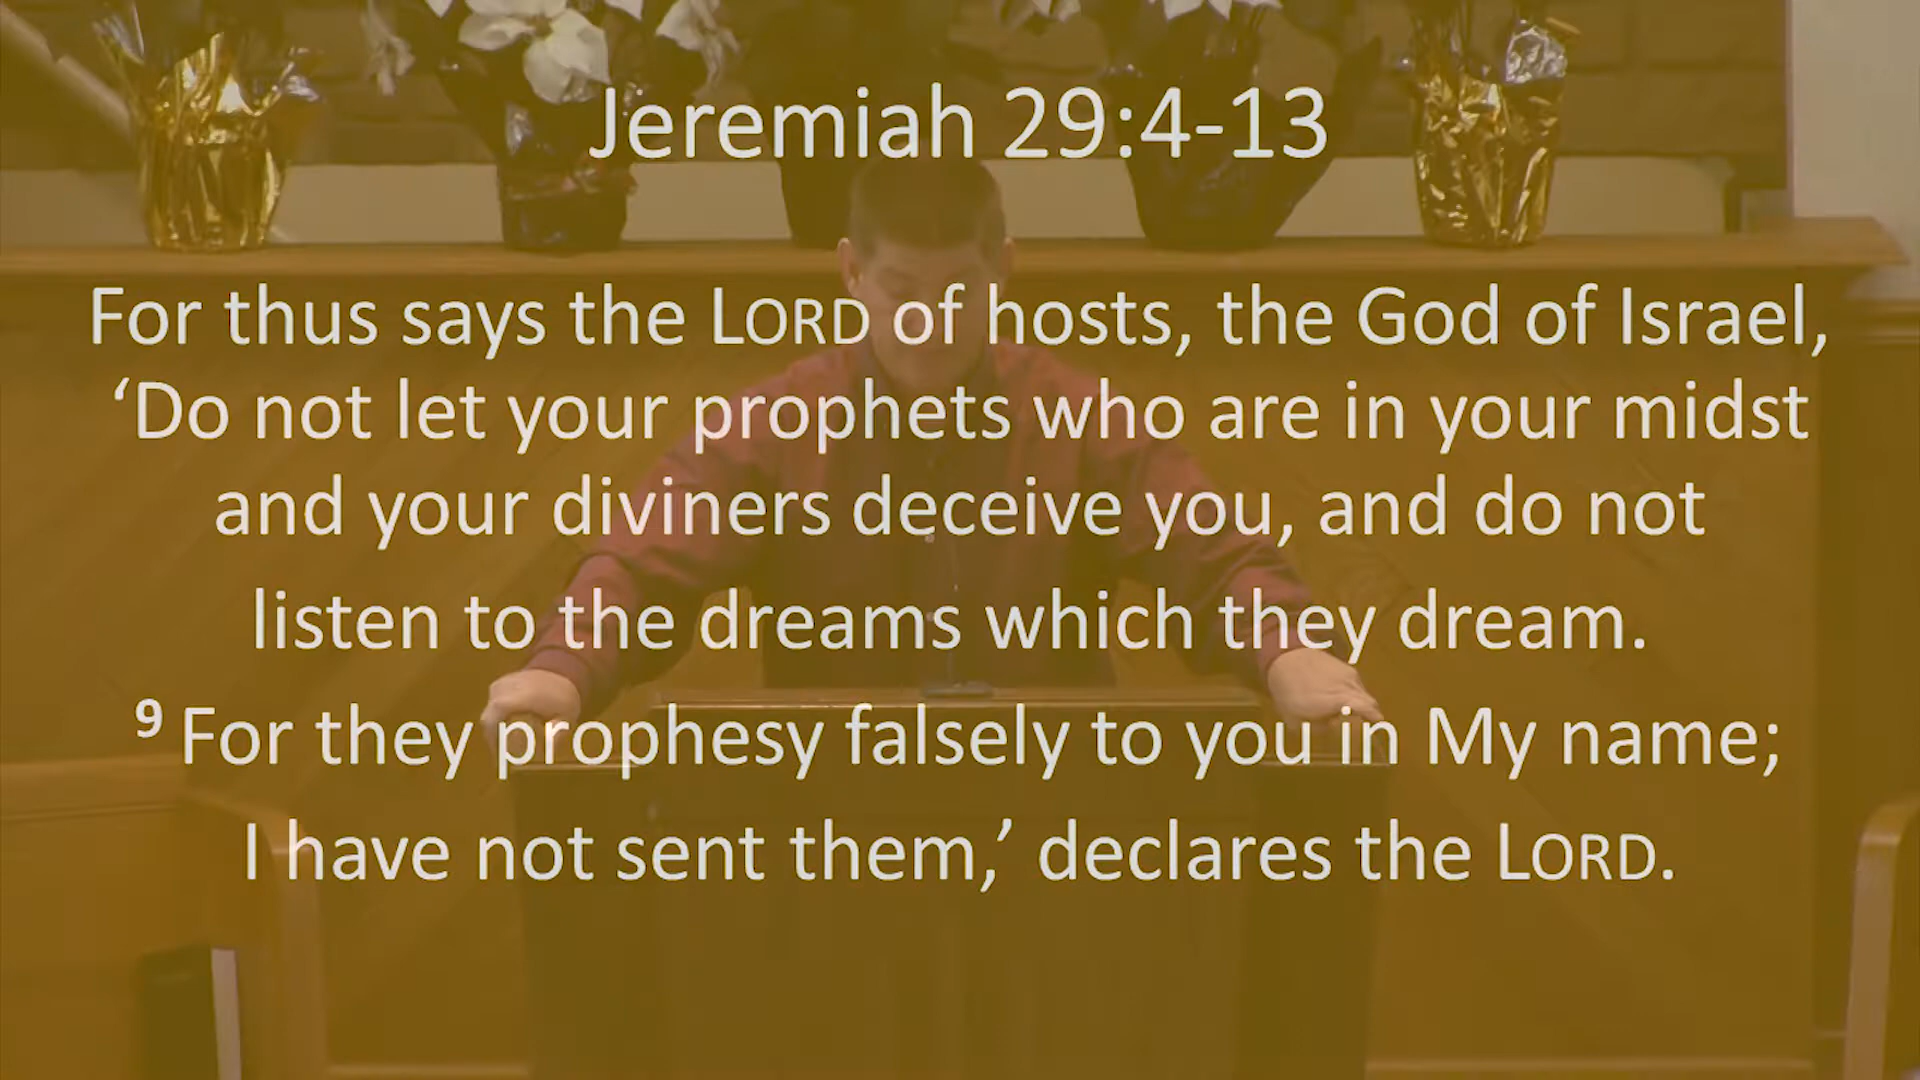 Jeremiah 29:4-13
For thus says the LORD of hosts, the God of Israel,
‘Do not let your prophets who are in your midst
and your diviners deceive you, and do not
listen to the dreams which they dream.
9 For they prophesy falsely to you in My name;
I have not sent them,’ declares the LORD.